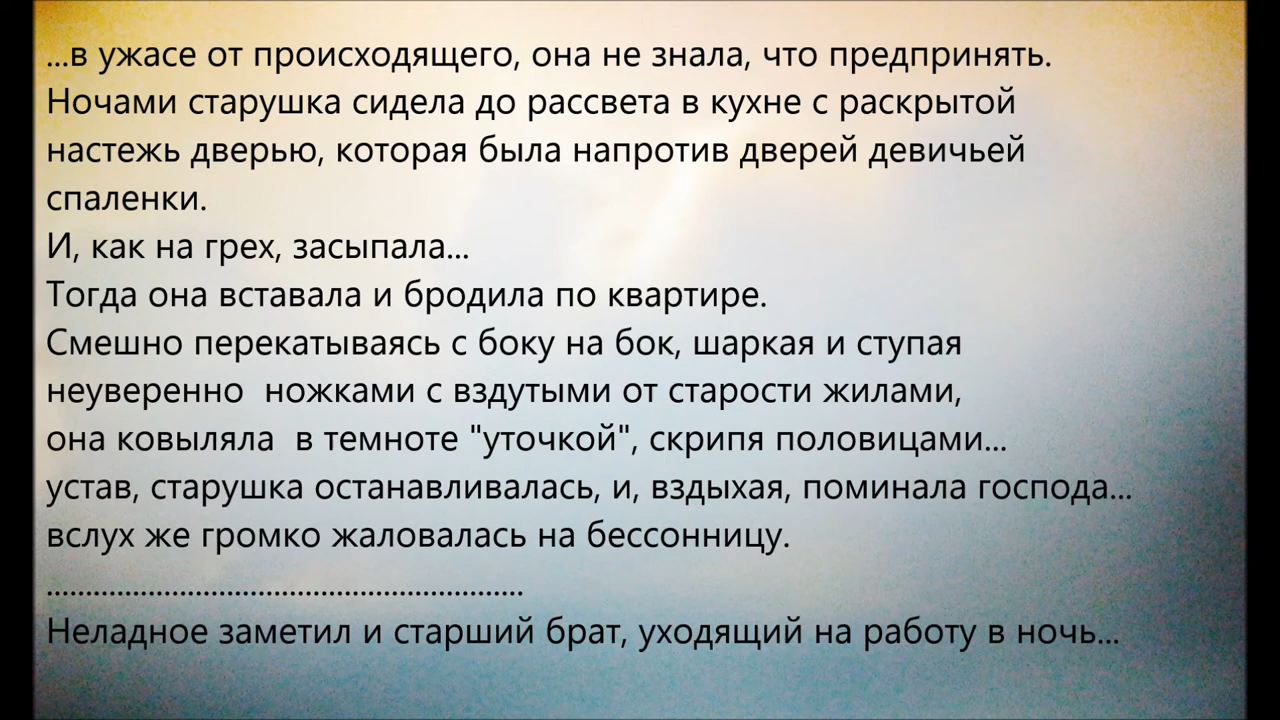 ...в ужасе от происходящего, она не знала, что предпринять.
Ночами старушка сидела до рассвета в кухне с раскрытой
настежь дверью, которая была напротив дверей девичьей
спаленки.
И, как на грех, засыпала...
Тогда она вставала и бродила по квартире.
Смешно перекатываясь с боку на бок, шаркая и ступая
неуверенно  ножками с вздутыми от старости жилами,
она ковыляла  в темноте "уточкой", скрипя половицами...
устав, старушка останавливалась, и, вздыхая, поминала господа...
вслух же громко жаловалась на бессонницу.
.............................................................
Неладное заметил и старший брат, уходящий на работу в ночь...